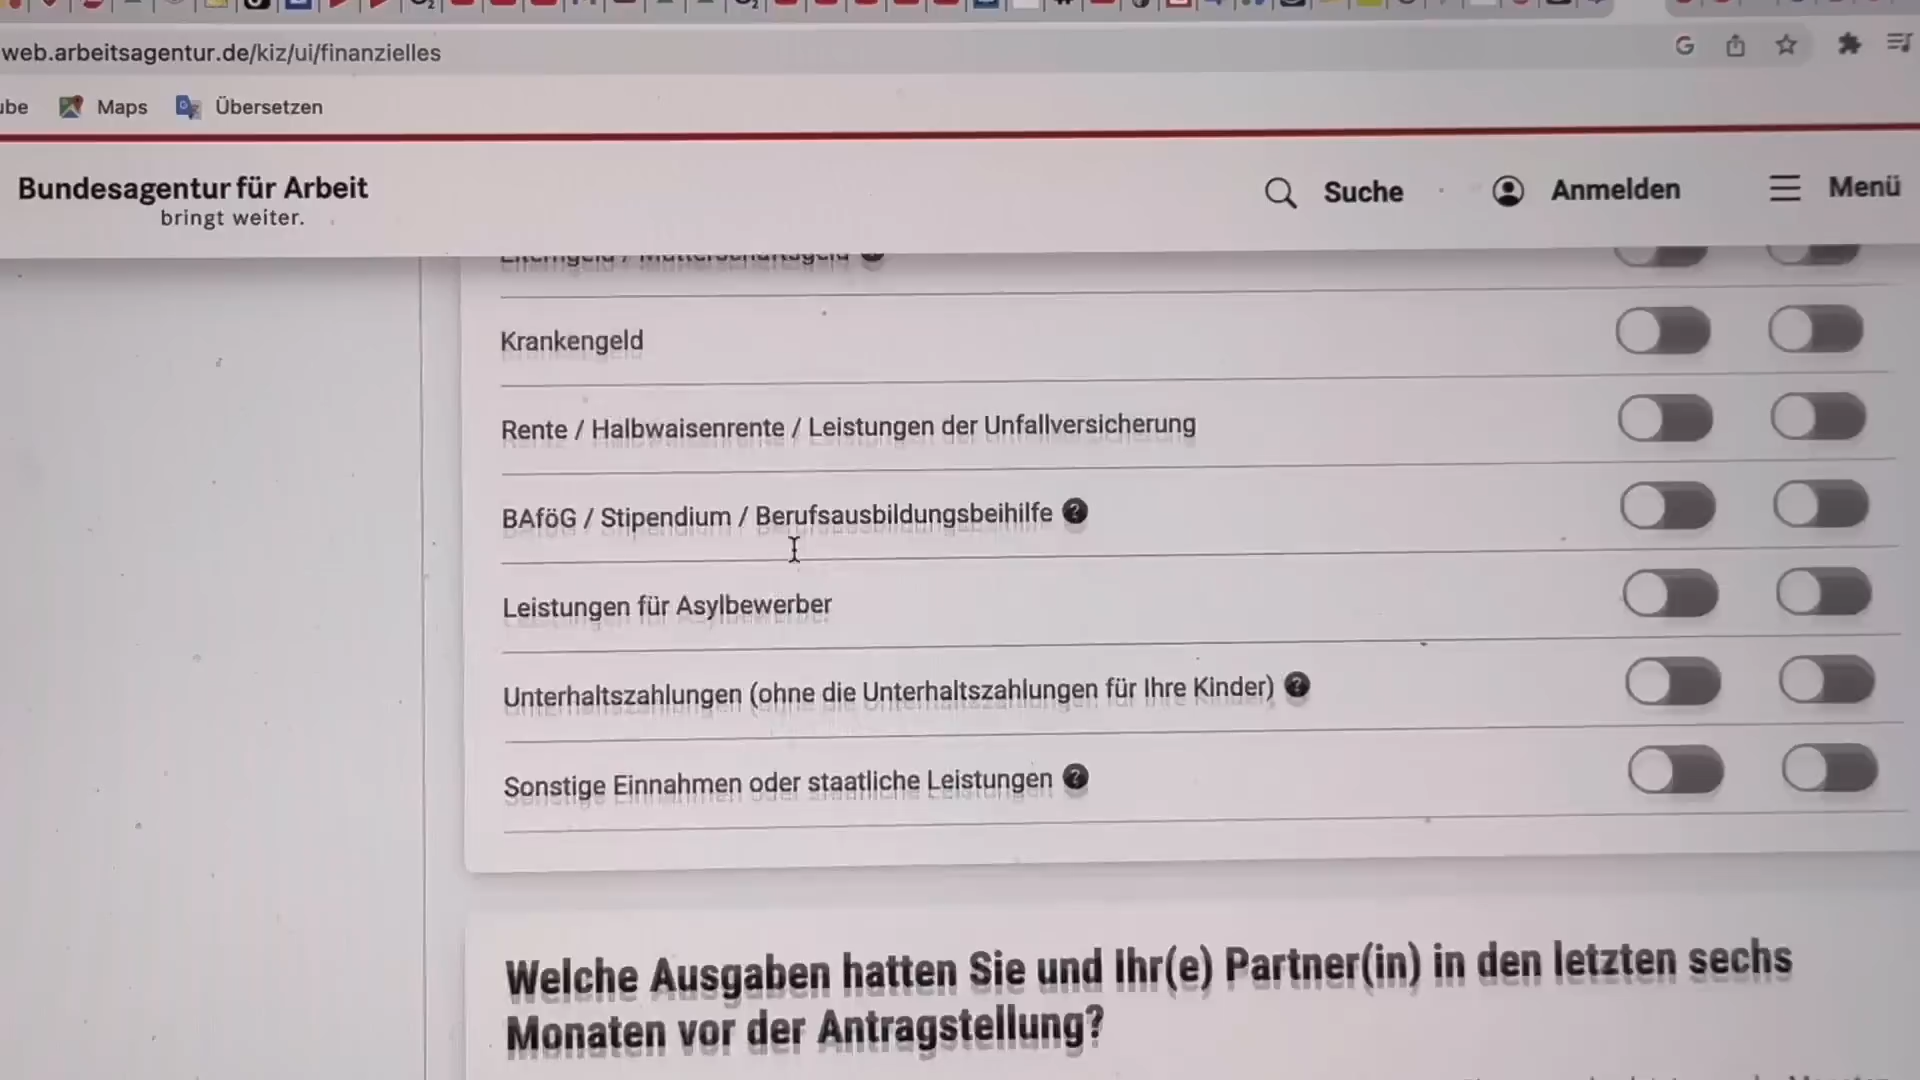 web.arbeitsagentur.de/kiz/ui/finanzielles
Maps Übersetzen
Bundesagentur für Arbeit
bringt weiter.
Suche Anmelden Menü
Krankengeld
Rente / Halbwaisenrente / Leistungen der Unfallversicherung
BAföG / Stipendium / Berufsausbildungsbeihilfe ?
Leistungen für Asylbewerber
Unterhaltszahlungen (ohne die Unterhaltszahlungen für Ihre Kinder) ?
Sonstige Einnahmen oder staatliche Leistungen ?
Welche Ausgaben hatten Sie und Ihr(e) Partner(in) in den letzten sechs
Monaten vor der Antragstellung?